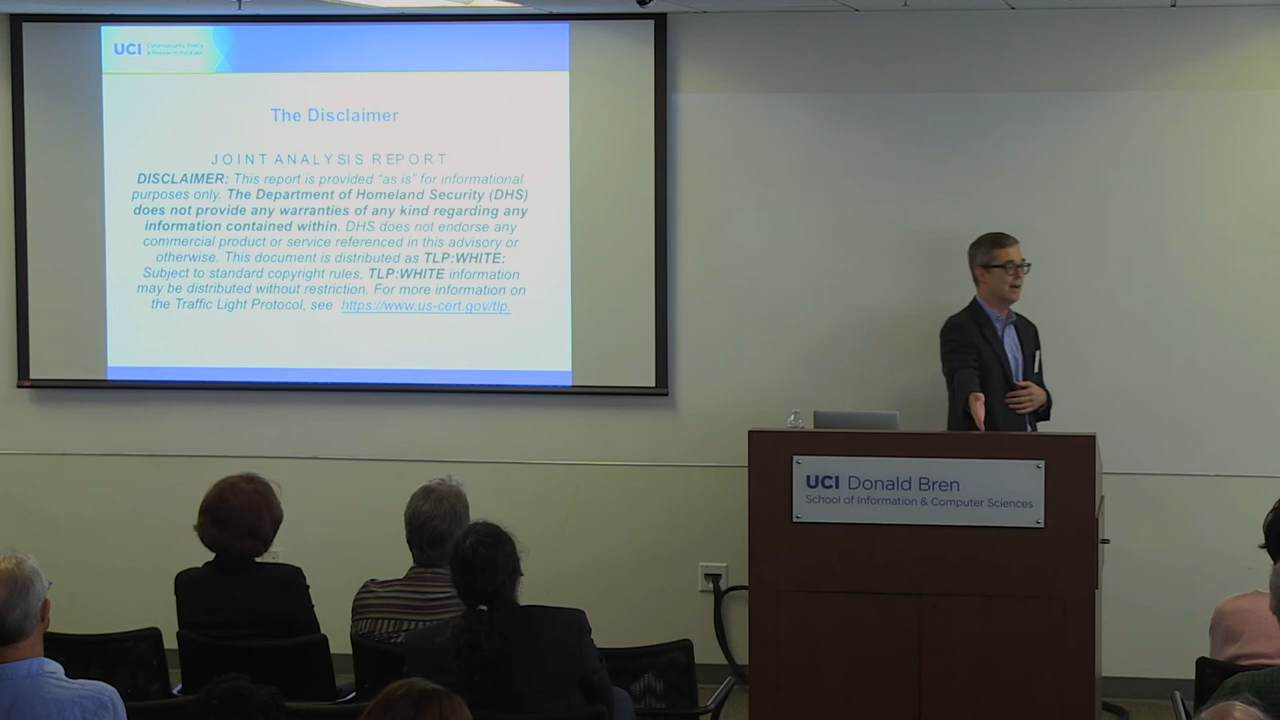 UCI Cybersecurity Policy
& Research Institute
The Disclaimer
JOINT ANALYSIS REPORT
DISCLAIMER: This report is provided “as is” for informational
purposes only. The Department of Homeland Security (DHS)
does not provide any warranties of any kind regarding any
information contained within. DHS does not endorse any
commercial product or service referenced in this advisory or
otherwise. This document is distributed as TLP:WHITE:
Subject to standard copyright rules, TLP:WHITE information
may be distributed without restriction. For more information on
the Traffic Light Protocol, see https://www.us-cert.gov/tlp.
UCI Donald Bren
School of Information & Computer Sciences